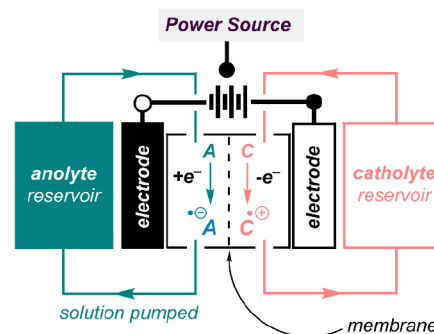 Power Source
anolyte
reservoir
electrode
+e⁻
A
•⊖
A
C
-e⁻
•⊕
C
electrode
catholyte
reservoir
solution pumped
membrane